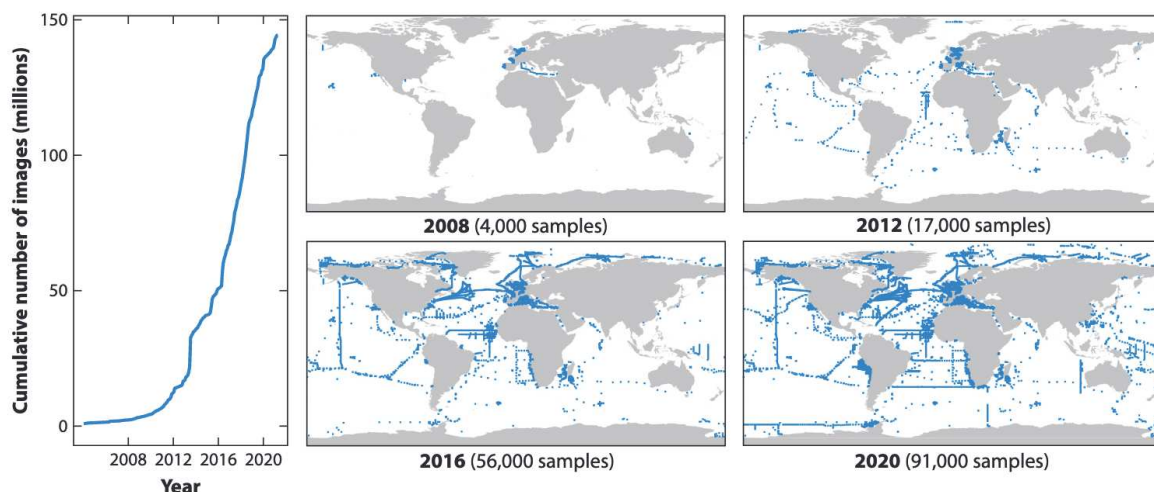 Cumulative number of images (millions)
150
100
50
0
2008 2012 2016 2020
Year
2008 (4,000 samples)
2012 (17,000 samples)
2016 (56,000 samples)
2020 (91,000 samples)